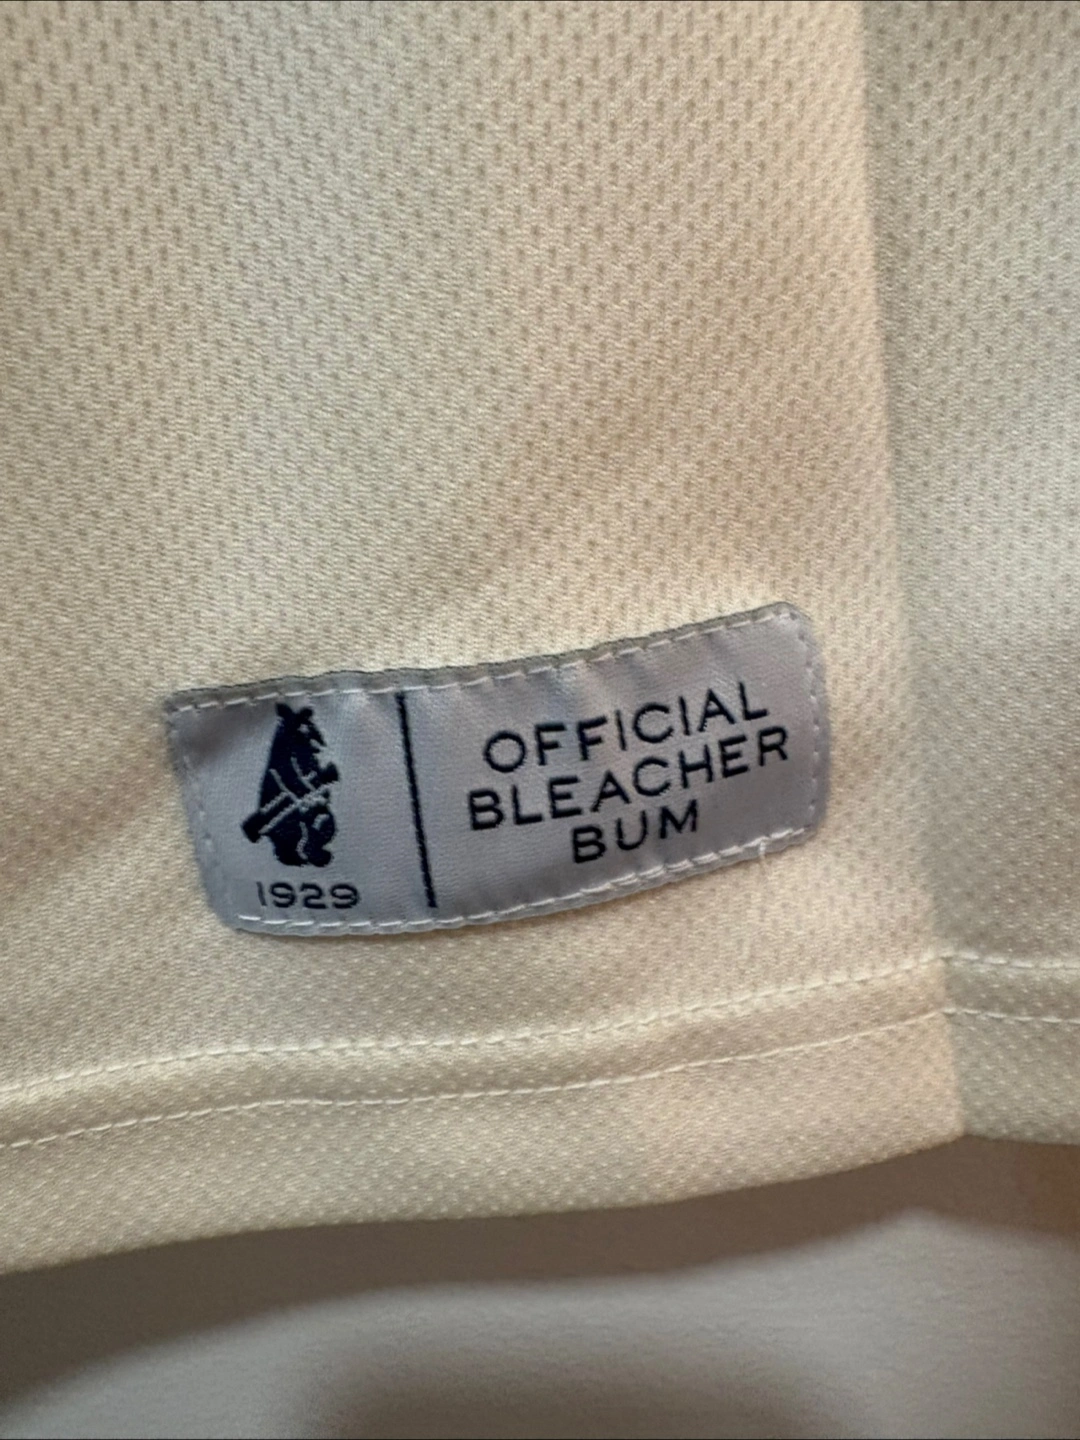 1929
OFFICIAL
BLEACHER
BUM